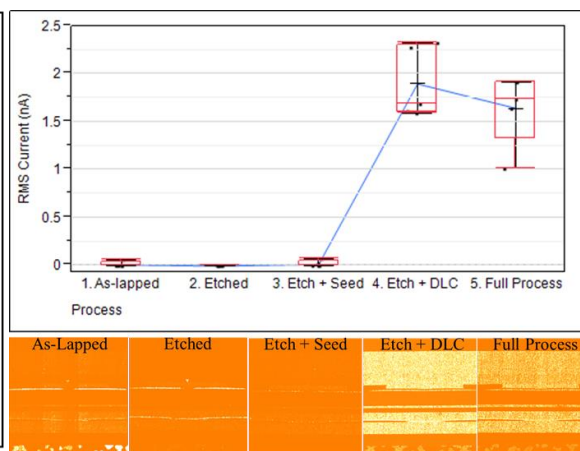 2.5
2
1.5
1
0.5
0
RMS Current (nA)
1. As-lapped 2. Etched 3. Etch + Seed 4. Etch + DLC 5. Full Process
Process
As-Lapped Etched Etch + Seed Etch + DLC Full Process